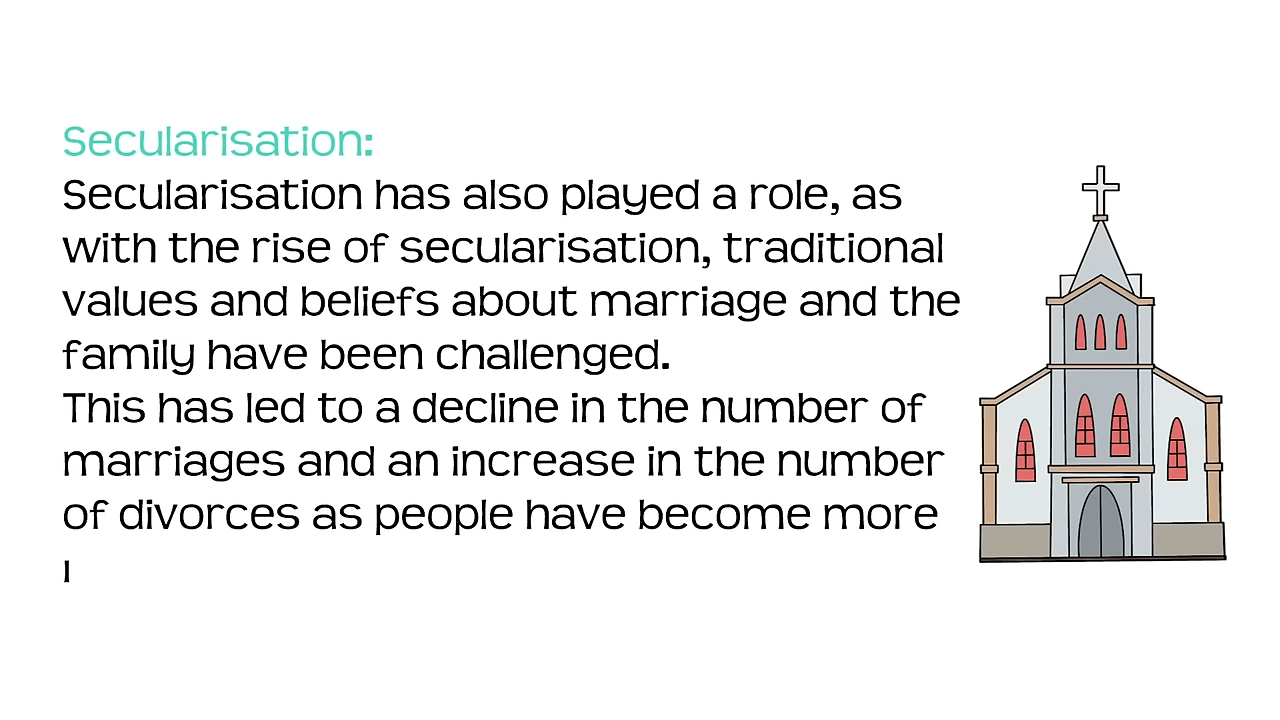 Secularisation:
Secularisation has also played a role, as
with the rise of secularisation, traditional
values and beliefs about marriage and the
family have been challenged.
This has led to a decline in the number of
marriages and an increase in the number
of divorces as people have become more